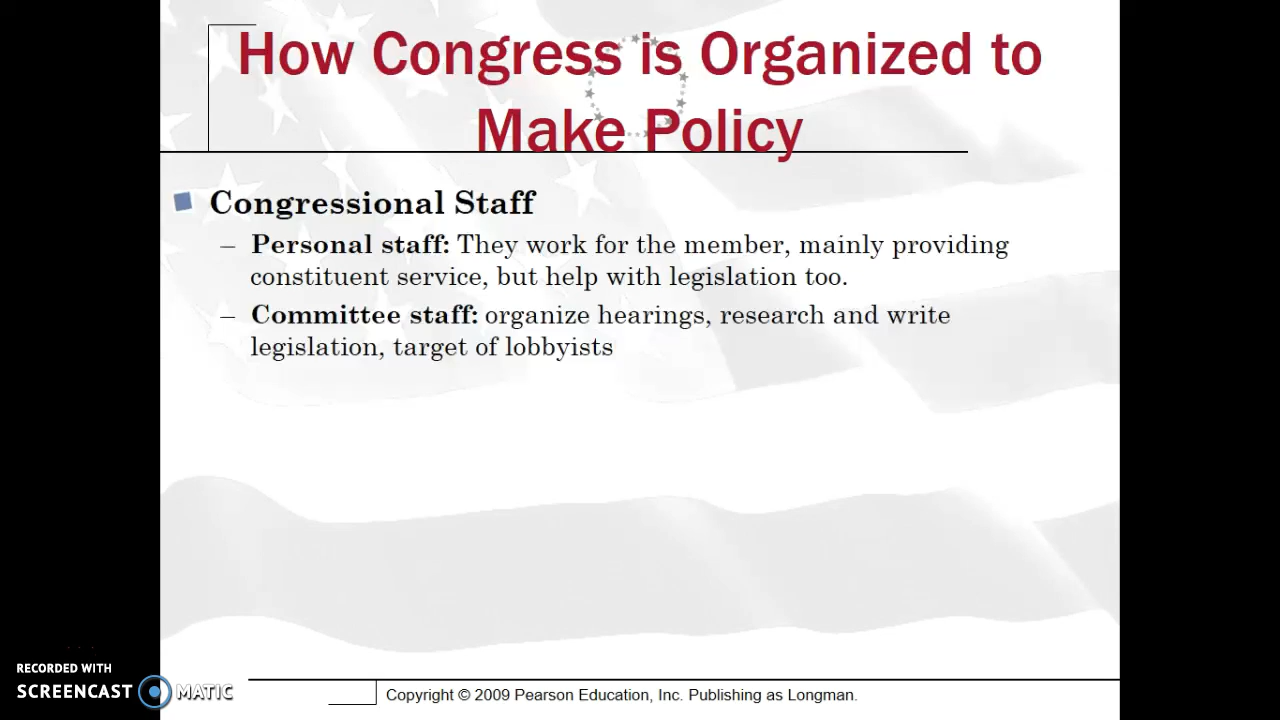 How Congress is Organized to
Make Policy
Congressional Staff
– Personal staff: They work for the member, mainly providing
constituent service, but help with legislation too.
– Committee staff: organize hearings, research and write
legislation, target of lobbyists
RECORDED WITH
SCREENCAST MATIC
Copyright © 2009 Pearson Education, Inc. Publishing as Longman.